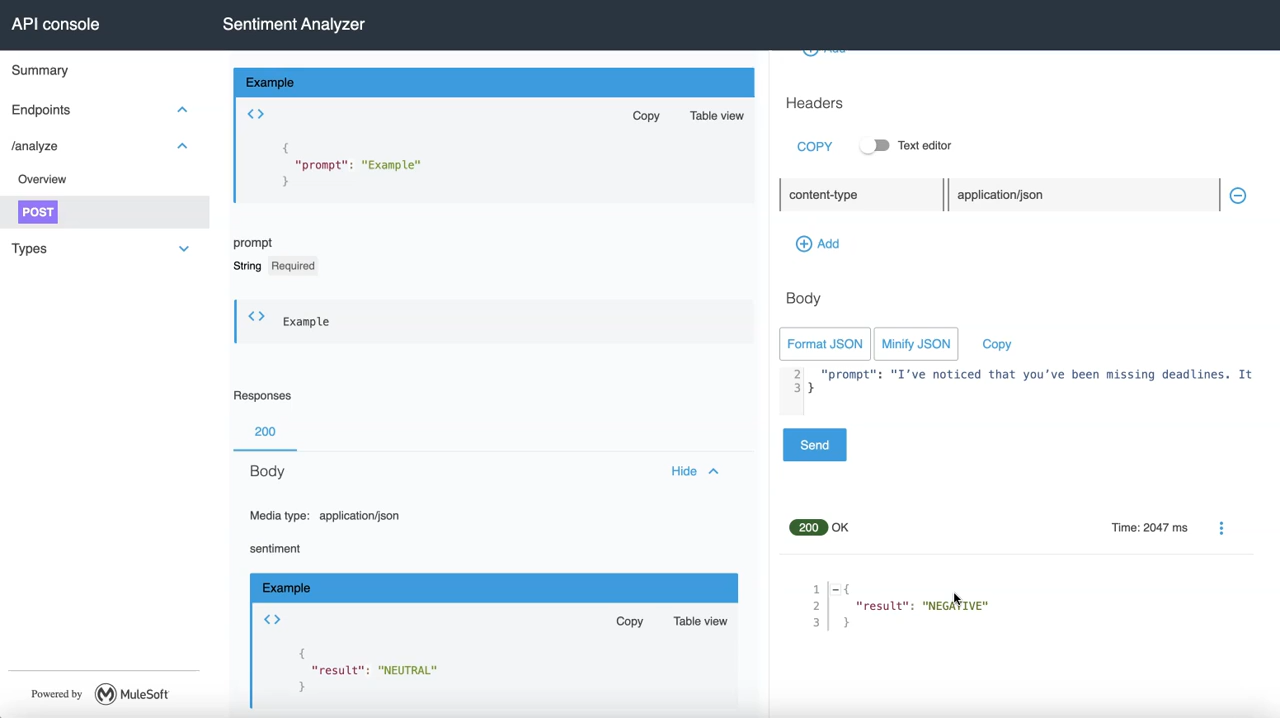 API console
Sentiment Analyzer
Summary
Endpoints
/analyze
Overview
POST
Types
Powered by MuleSoft
Example
Copy
Table view
{
"prompt": "Example"
}
prompt
String Required
Example
Responses
200
Body
Hide
Media type: application/json
sentiment
Example
Copy
Table view
{
"result": "NEUTRAL"
}
Add
Headers
COPY
Text editor
content-type
application/json
Add
Body
Format JSON
Minify JSON
Copy
2 "prompt": "I’ve noticed that you’ve been missing deadlines. It
3 }
Send
200 OK
Time: 2047 ms
1 {
2 "result": "NEGATIVE"
3 }